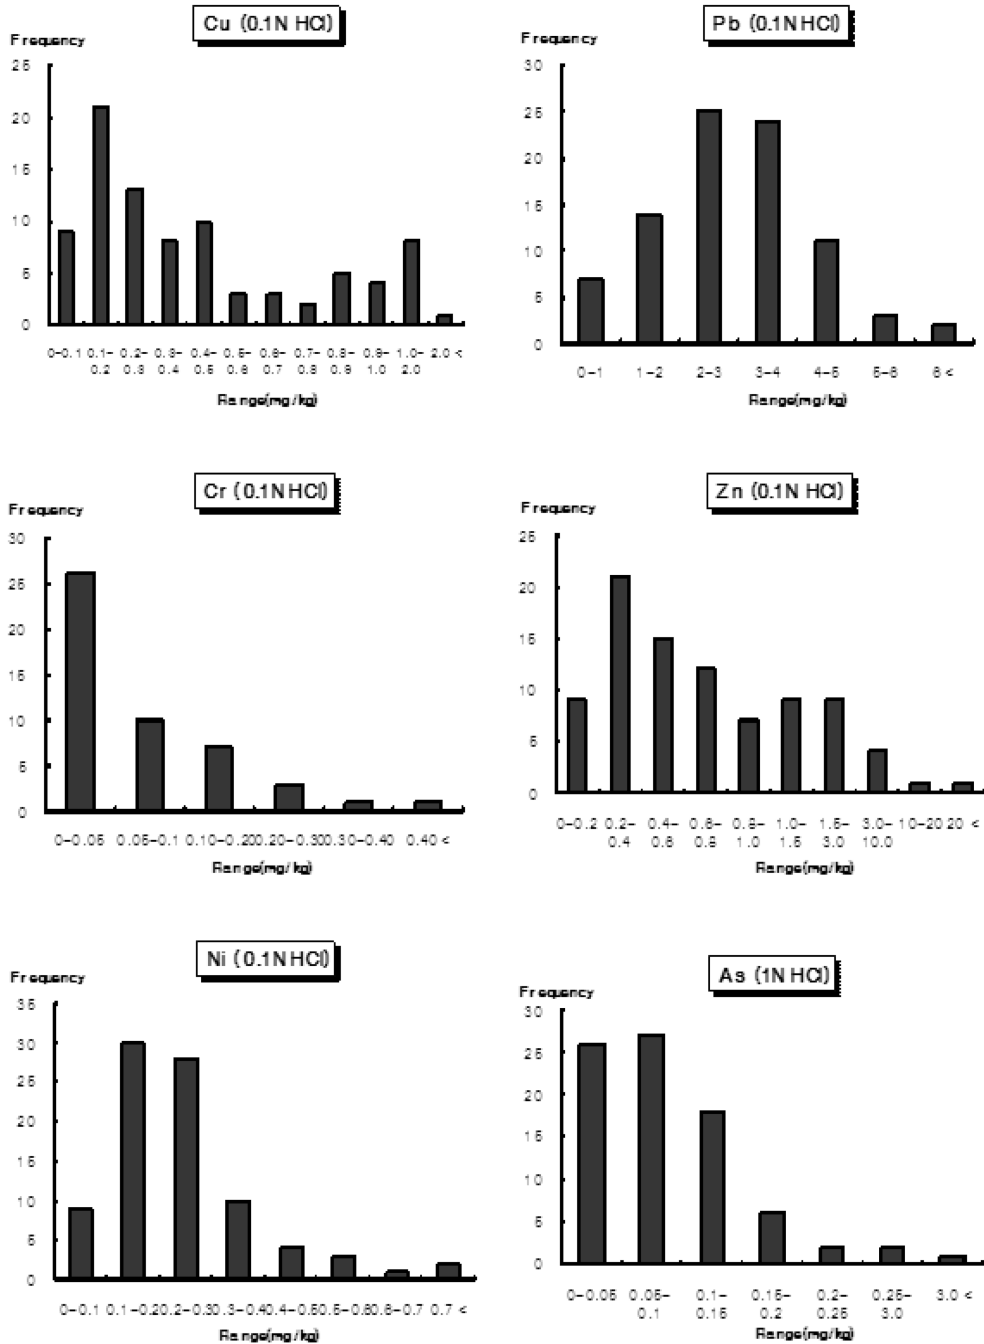 Cu (0.1N HCl)
Frequency
25
20
15
10
5
0
0-0.1 0.1- 0.2- 0.3- 0.4- 0.5- 0.6- 0.7- 0.8- 0.9- 1.0- 2.0 <
0.2 0.3 0.4 0.5 0.6 0.7 0.8 0.9 1.0 2.0
Range(mg/kg)
Pb (0.1N HCl)
Frequency
30
25
20
15
10
5
0
0-1 1-2 2-3 3-4 4-5 5-6 6 <
Range(mg/kg)
Cr (0.1N HCl)
Frequency
30
25
20
15
10
5
0
0-0.05 0.05-0.1 0.10-0.20 0.20-0.30 0.30-0.40 0.40 <
Range(mg/kg)
Zn (0.1N HCl)
Frequency
25
20
15
10
5
0
0-0.2 0.2- 0.4- 0.6- 0.8- 1.0- 1.5- 3.0- 10-20 20 <
0.4 0.6 0.8 1.0 1.5 3.0 10.0
Range(mg/kg)
Ni (0.1N HCl)
Frequency
35
30
25
20
15
10
5
0
0-0.1 0.1-0.2 0.2-0.3 0.3-0.4 0.4-0.5 0.5-0.6 0.6-0.7 0.7 <
Range(mg/kg)
As (1N HCl)
Frequency
30
25
20
15
10
5
0
0-0.05 0.05- 0.1- 0.15- 0.2- 0.25- 3.0 <
0.1 0.15 0.2 0.25 3.0
Range(mg/kg)